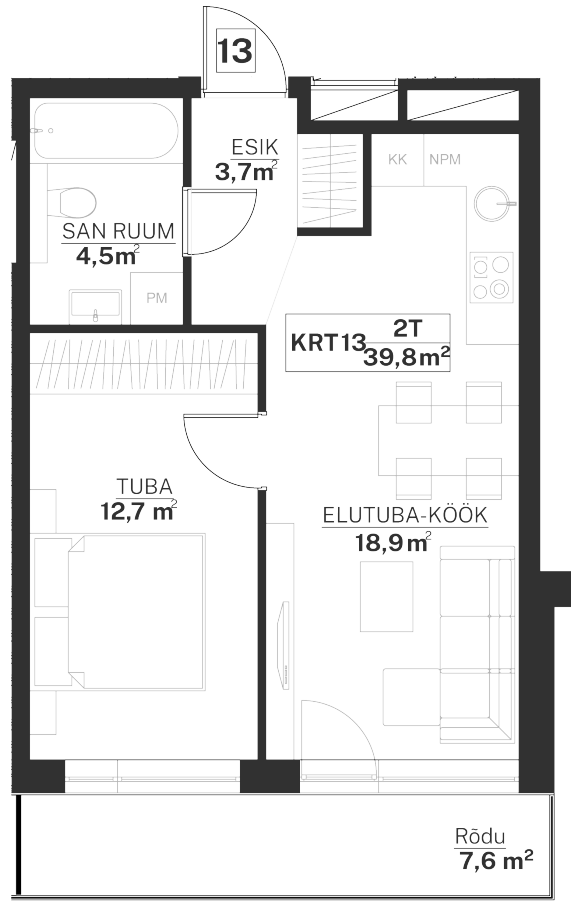 13
ESIK
3,7m²
KK NPM
SAN RUUM
4,5m²
PM
KRT13 2T
39,8m²
TUBA
12,7 m²
ELUTUBA-KÖÖK
18,9m²
Rõdu
7,6 m²